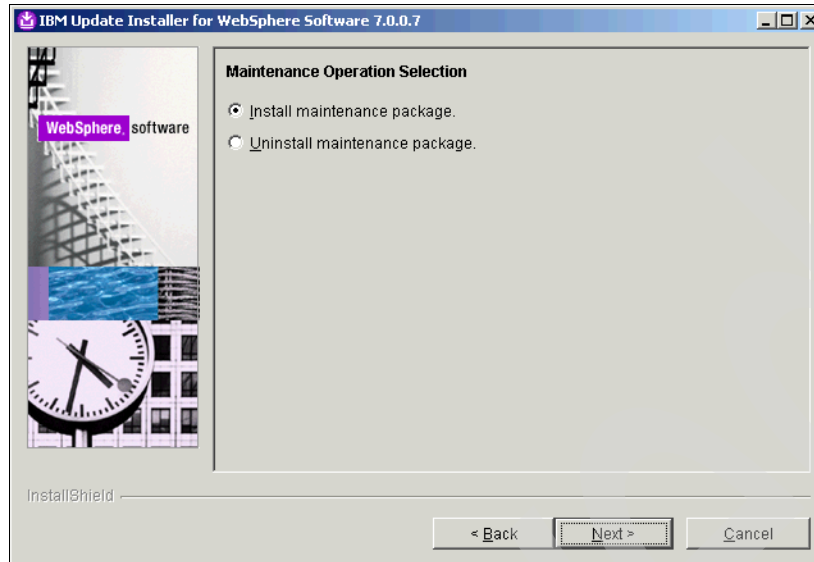 IBM Update Installer for WebSphere Software 7.0.0.7
WebSphere. software
Maintenance Operation Selection
Install maintenance package.
Uninstall maintenance package.
InstallShield
< Back Next > Cancel